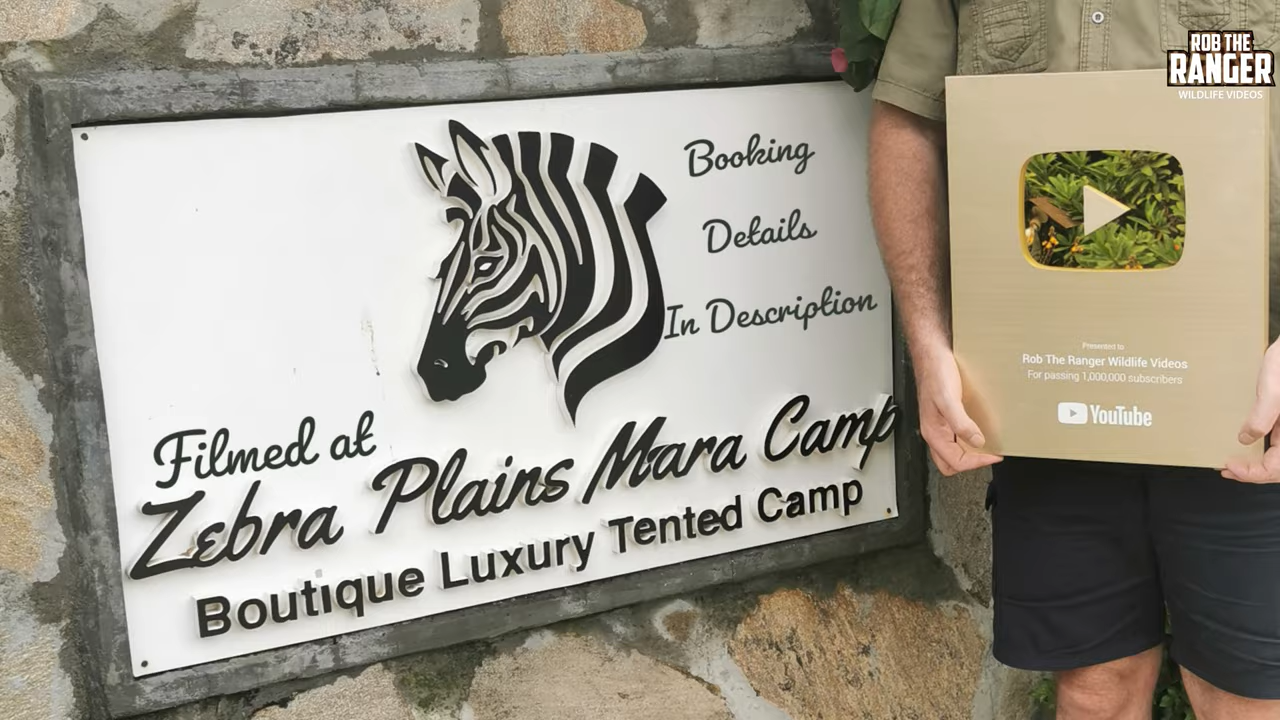 Booking
Details
In Description
Filmed at
Zebra Plains Mara Camp
Boutique Luxury Tented Camp
ROB THE
RANGER
WILDLIFE VIDEOS
Presented to
Rob The Ranger Wildlife Videos
For passing 1,000,000 subscribers
YouTube